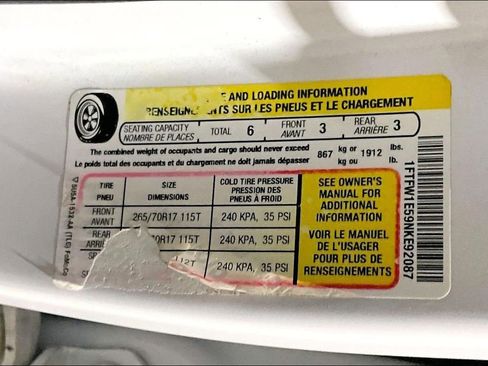 E AND LOADING INFORMATION
RENSEIGNEMENTS SUR LES PNEUS ET LE CHARGEMENT
SEATING CAPACITY
NOMBRE DE PLACES
TOTAL 6
FRONT
AVANT 3
REAR
ARRIÈRE 3
The combined weight of occupants and cargo should never exceed 867 kg or 1912 lbs.
Le poids total des occupants et du chargement ne doit jamais dépasser kg ou lb.
TIRE
PNEU
SIZE
DIMENSIONS
COLD TIRE PRESSURE
PRESSION DES
PNEUS À FROID
FRONT
AVANT
265/70R17 115T
240 KPA, 35 PSI
REAR
ARRIÈ
/70R17 115T
240 KPA, 35 PSI
SP
SE
12T
240 KPA, 35 PSI
SEE OWNER'S
MANUAL FOR
ADDITIONAL
INFORMATION
VOIR LE MANUEL
DE L'USAGER
POUR PLUS DE
RENSEIGNEMENTS